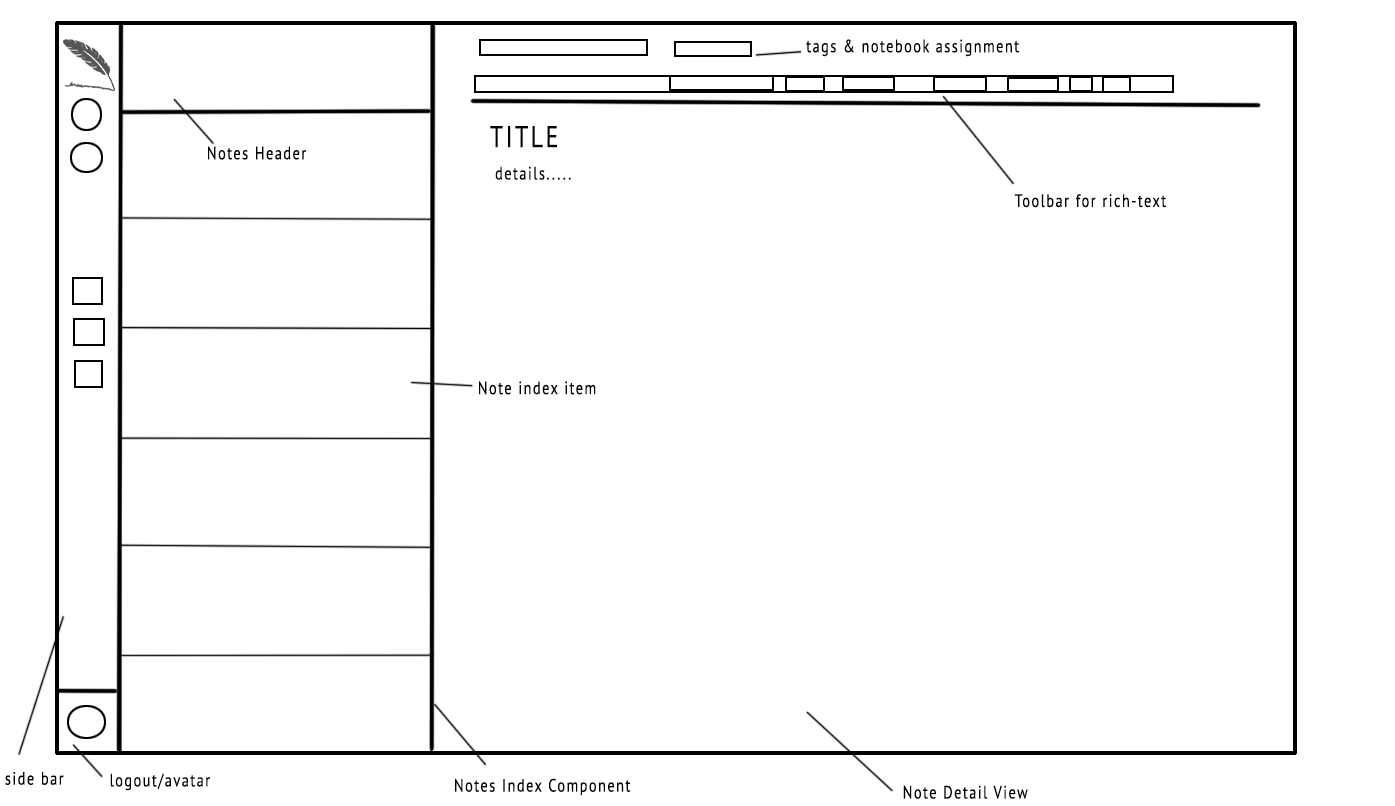 tags & notebook assignment
TITLE
Notes Header
details.....
Toolbar for rich-text
Note index item
side bar
logout/avatar
Notes Index Component
Note Detail View